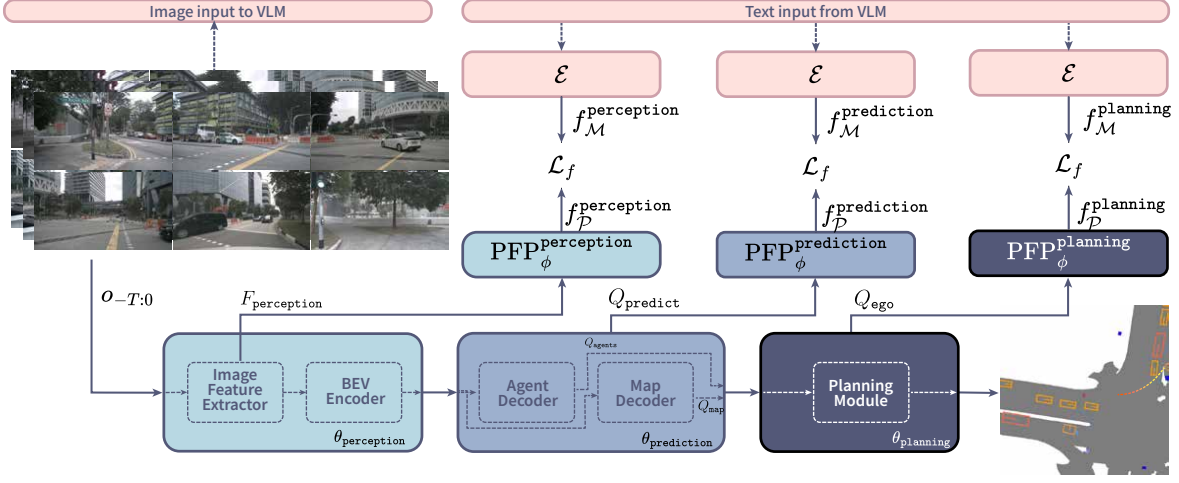 Image input to VLM
Text input from VLM
ℰ
ℰ
ℰ
f_ℳ^perception
f_ℳ^prediction
f_ℳ^planning
ℒ_f
ℒ_f
ℒ_f
f_𝒫^perception
f_𝒫^prediction
f_𝒫^planning
PFP_ϕ^perception
PFP_ϕ^prediction
PFP_ϕ^planning
o_{−T:0}
F_perception
Q_predict
Q_ego
Image
Feature
Extractor
BEV
Encoder
θ_perception
Q_agents
Agent
Decoder
Map
Decoder
Q_map
θ_prediction
Planning
Module
θ_planning